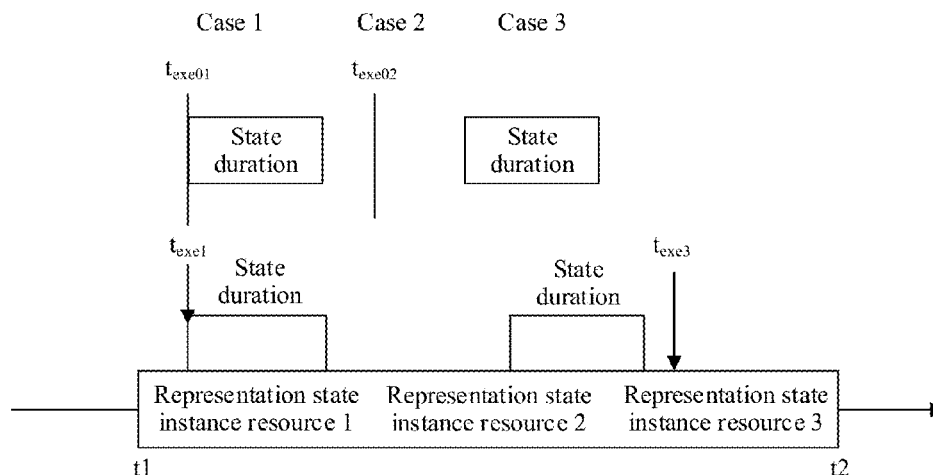 Case 1
Case 2
Case 3
t_exe01
t_exe02
State
duration
State
duration
t_exe1
t_exe3
State
duration
State
duration
Representation state
instance resource 1
Representation state
instance resource 2
Representation state
instance resource 3
t1
t2